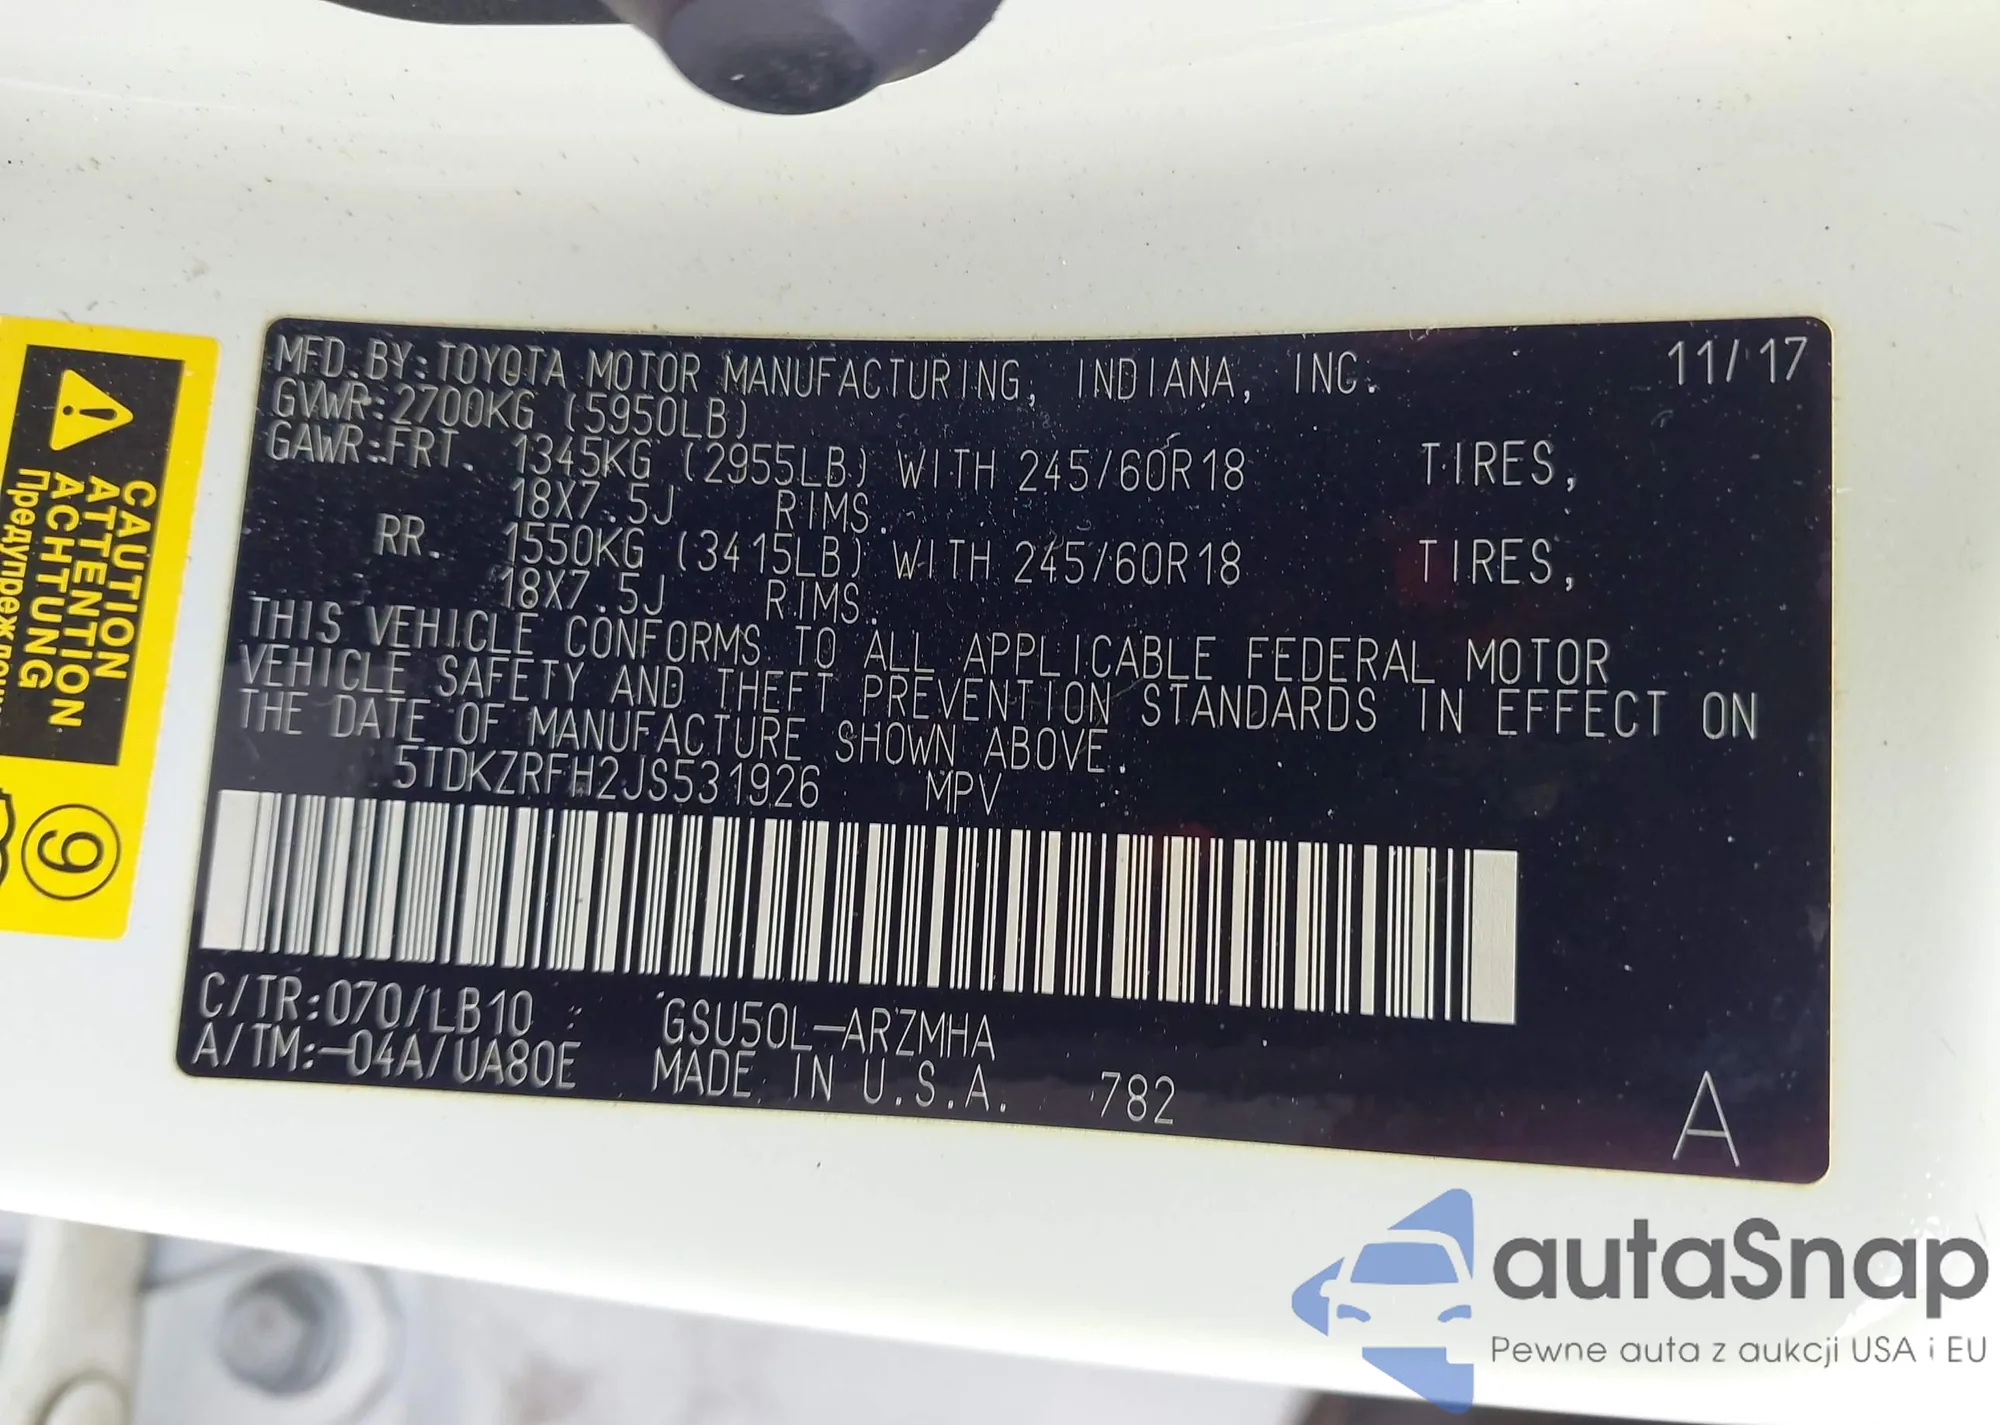 MFD.BY:TOYOTA MOTOR MANUFACTURING, INDIANA, INC. 11/17
GVWR:2700KG (5950LB)
GAWR:FRT. 1345KG (2955LB) WITH 245/60R18 TIRES,
18X7.5J RIMS.
RR. 1550KG (3415LB) WITH 245/60R18 TIRES,
18X7.5J RIMS.
THIS VEHICLE CONFORMS TO ALL APPLICABLE FEDERAL MOTOR
VEHICLE SAFETY AND THEFT PREVENTION STANDARDS IN EFFECT ON
THE DATE OF MANUFACTURE SHOWN ABOVE.
5TDKZRFH2JS531926 MPV
C/TR:070/LB10 GSU50L-ARZMHA
A/TM:-04A/UA80E MADE IN U.S.A. 782
A
CAUTION
ATTENTION
ACHTUNG
9
autaSnap
Pewne auta z aukcji USA i EU